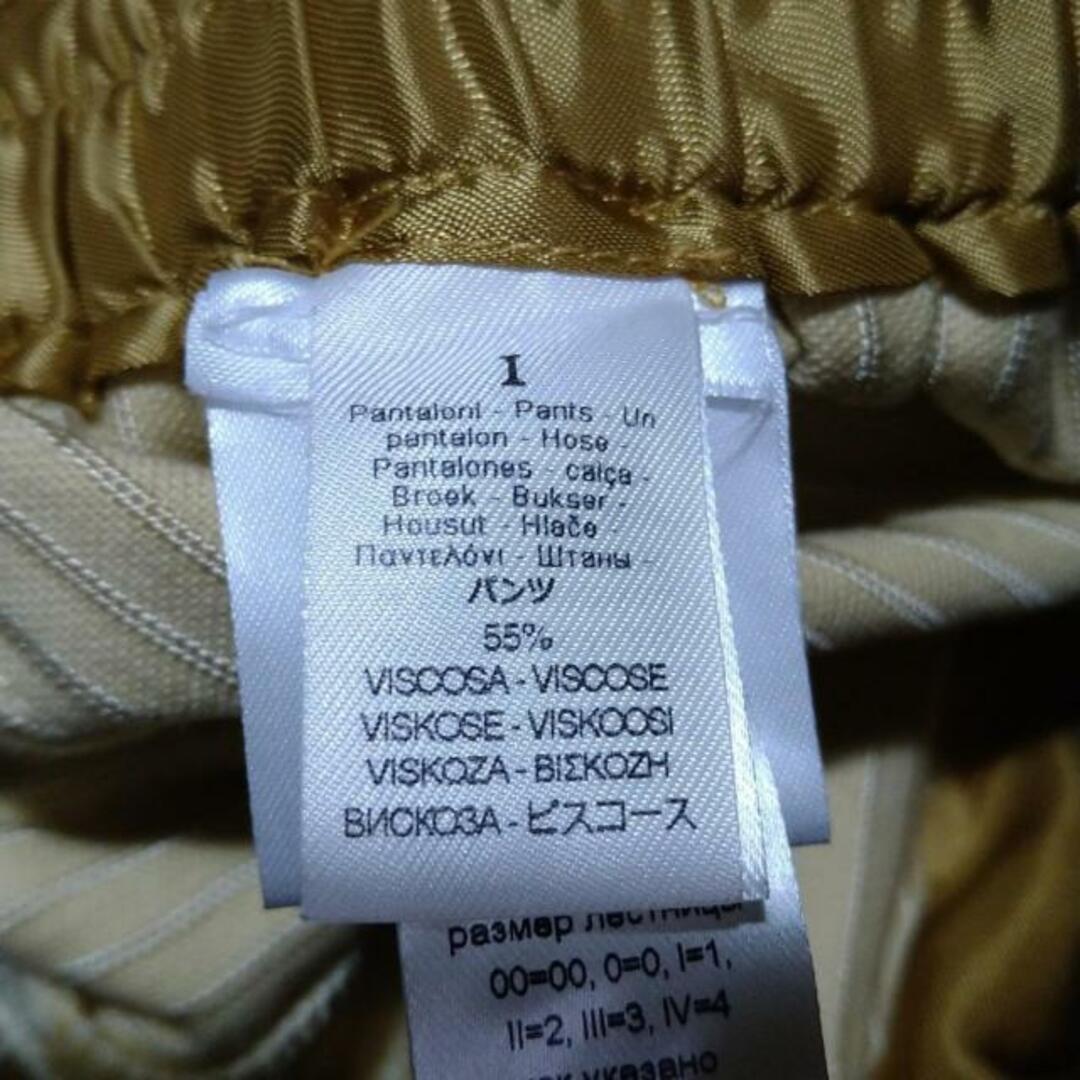 I
Pantaloni - Pants - Un
pantalon - Hose -
Pantalones - calça -
Broek - Bukser -
Housut - Hlače -
Παντελόνι - Штаны -
パンツ
55%
VISCOSA - VISCOSE
VISKOSE - VISKOOSI
VISKOZA - ΒΙΣΚΟΖΗ
ВИСКОЗА - ビスコース
размер лестницы
00=00, 0=0, I=1,
II=2, III=3, IV=4
указано